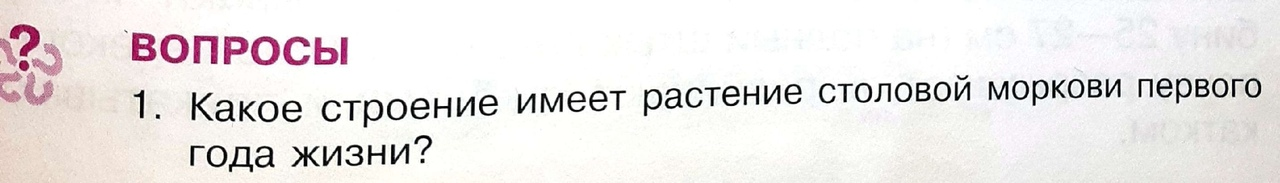 ВОПРОСЫ
1. Какое строение имеет растение столовой моркови первого
года жизни?